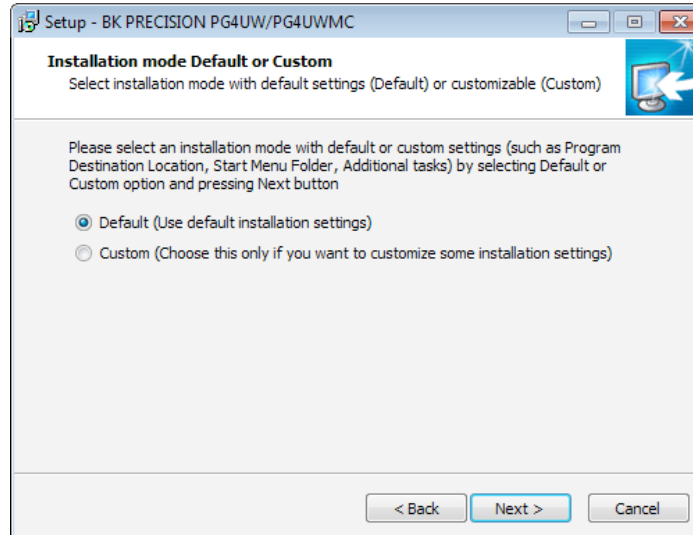 Setup - BK PRECISION PG4UW/PG4UWMC
Installation mode Default or Custom
Select installation mode with default settings (Default) or customizable (Custom)
Please select an installation mode with default or custom settings (such as Program
Destination Location, Start Menu Folder, Additional tasks) by selecting Default or
Custom option and pressing Next button
Default (Use default installation settings)
Custom (Choose this only if you want to customize some installation settings)
< Back
Next >
Cancel